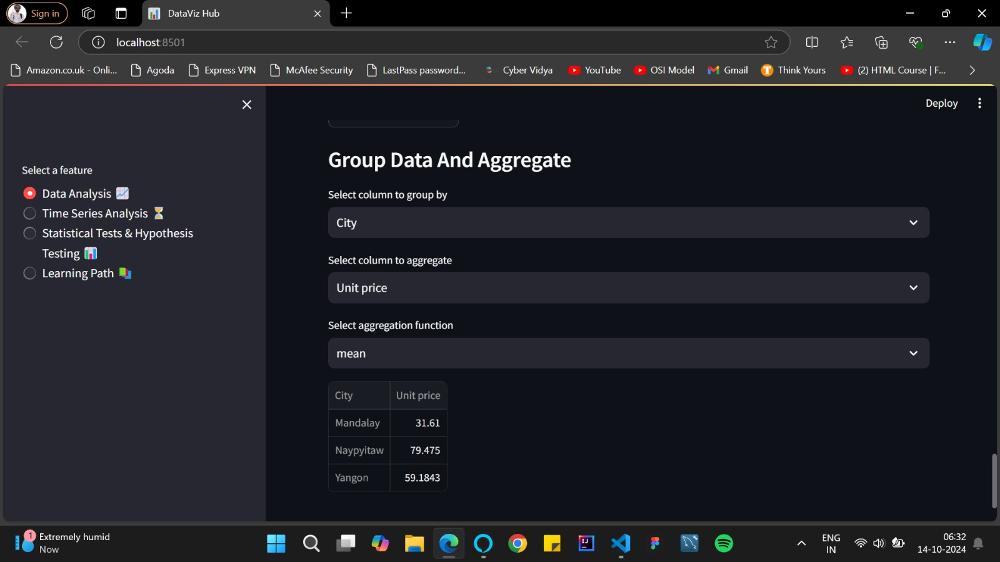 Sign in
DataViz Hub
localhost:8501
Amazon.co.uk - Onli...
Agoda
Express VPN
McAfee Security
LastPass password...
Cyber Vidya
YouTube
OSI Model
Gmail
Think Yours
(2) HTML Course | F...
Deploy
Select a feature
Data Analysis
Time Series Analysis
Statistical Tests & Hypothesis
Testing
Learning Path
Group Data And Aggregate
Select column to group by
City
Select column to aggregate
Unit price
Select aggregation function
mean
City Unit price
Mandalay 31.61
Naypyitaw 79.475
Yangon 59.1843
1
Extremely humid
Now
ENG
IN
06:32
14-10-2024